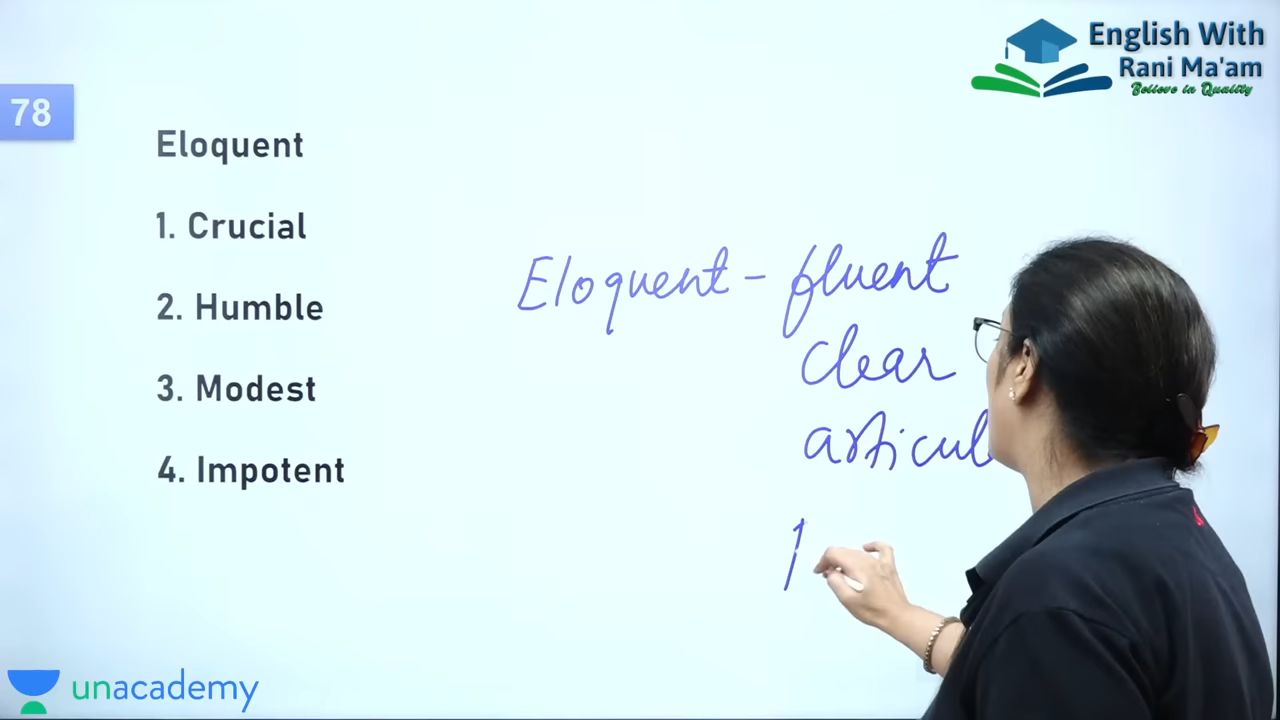 English With
Rani Ma'am
Believe in Quality
78
Eloquent
1. Crucial
2. Humble
3. Modest
4. Impotent
Eloquent - fluent
clear
articul
unacademy